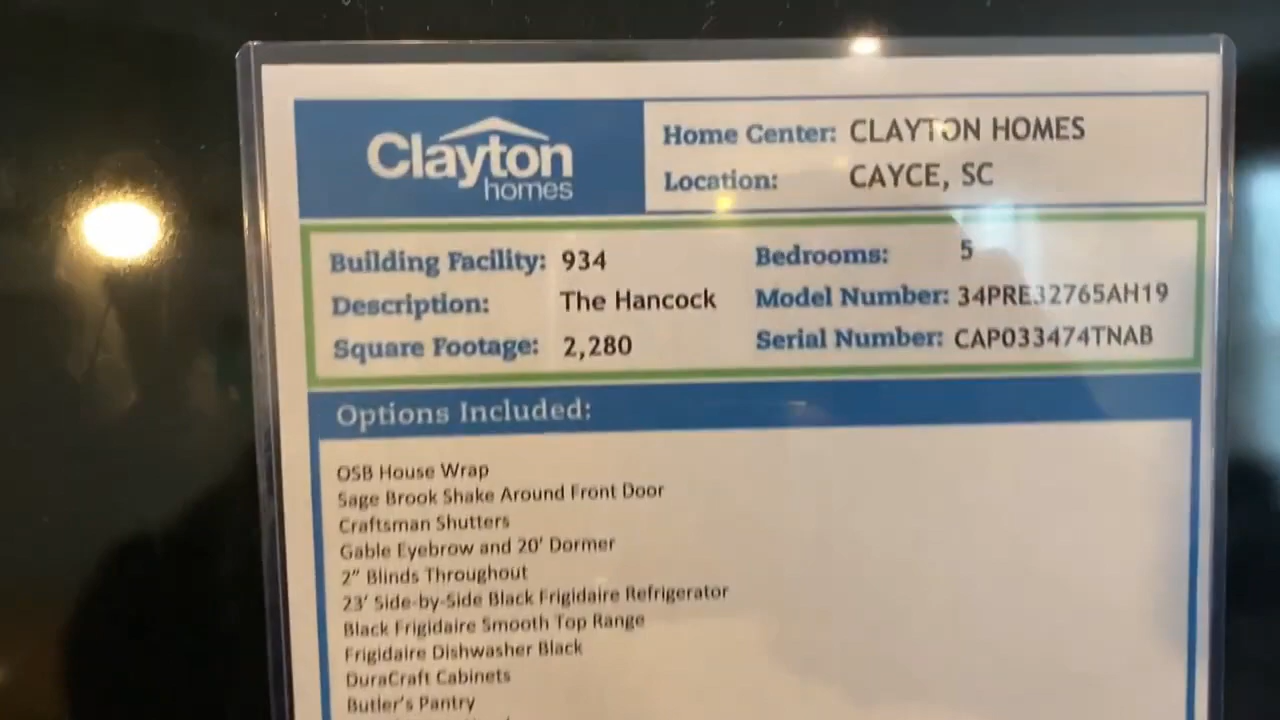 Clayton
homes
Home Center: CLAYTON HOMES
Location: CAYCE, SC
Building Facility: 934
Description: The Hancock
Square Footage: 2,280
Bedrooms: 5
Model Number: 34PRE32765AH19
Serial Number: CAP033474TNAB
Options Included:
OSB House Wrap
Sage Brook Shake Around Front Door
Craftsman Shutters
Gable Eyebrow and 20' Dormer
2" Blinds Throughout
23' Side-by-Side Black Frigidaire Refrigerator
Black Frigidaire Smooth Top Range
Frigidaire Dishwasher Black
DuraCraft Cabinets
Butler's Pantry